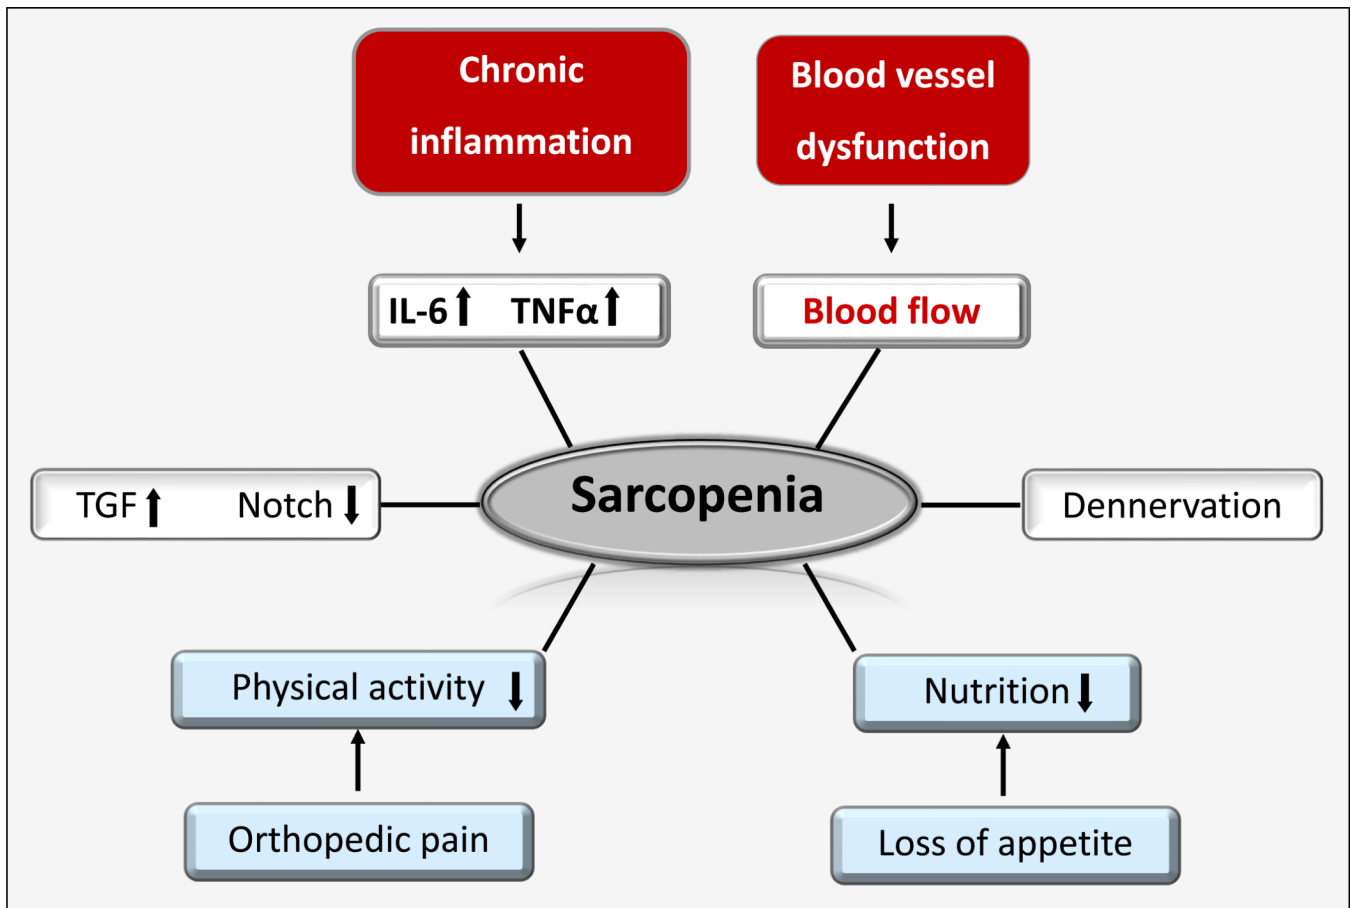 Chronic
inflammation
Blood vessel
dysfunction
IL-6 TNFα
Blood flow
TGF Notch
Sarcopenia
Dennervation
Physical activity
Nutrition
Orthopedic pain
Loss of appetite